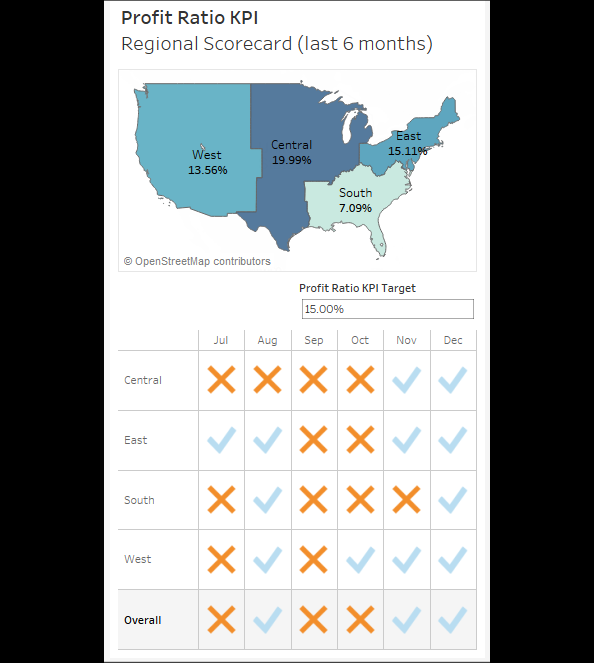 Profit Ratio KPI
Regional Scorecard (last 6 months)
West
13.56%
Central
19.99%
East
15.11%
South
7.09%
© OpenStreetMap contributors
Profit Ratio KPI Target
15.00%
Jul Aug Sep Oct Nov Dec
Central
East
South
West
Overall